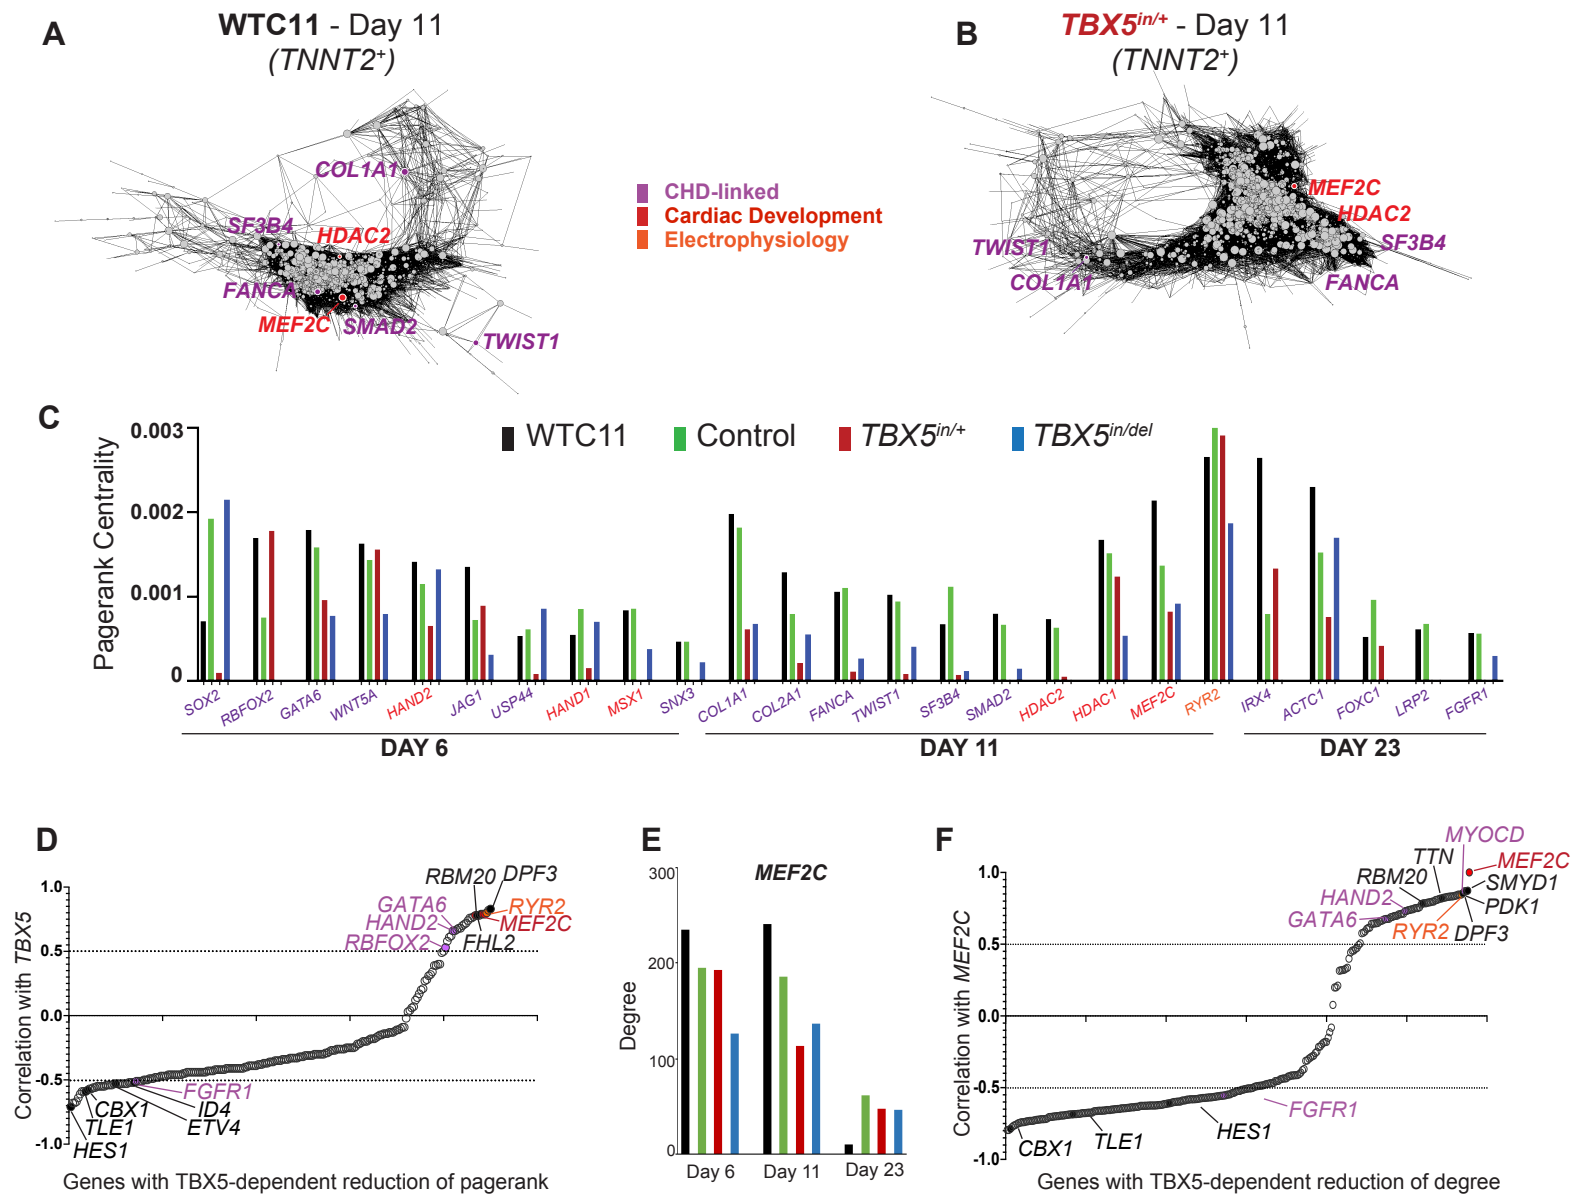 A
WTC11 - Day 11
(TNNT2+)
COL1A1
SF3B4
HDAC2
FANCA
MEF2C
SMAD2
TWIST1
CHD-linked
Cardiac Development
Electrophysiology
B
TBX5in/+ - Day 11
(TNNT2+)
MEF2C
HDAC2
SF3B4
TWIST1
COL1A1
FANCA
C
WTC11 Control TBX5in/+ TBX5in/del
Pagerank Centrality
0.003
0.002
0.001
0
SOX2 RBFOX2 GATA6 WNT5A HAND2 JAG1 USP44 HAND1 MSX1 SNX3 COL1A1 COL2A1 FANCA TWIST1 SF3B4 SMAD2 HDAC2 HDAC1 MEF2C RYR2 IRX4 ACTC1 FOXC1 LRP2 FGFR1
DAY 6 DAY 11 DAY 23
D
Correlation with TBX5
1.0
0.5
0.0
-0.5
-1.0
RBM20 DPF3
GATA6 RYR2
HAND2 MEF2C
RBFOX2 FHL2
FGFR1
CBX1 ID4
TLE1 ETV4
HES1
Genes with TBX5-dependent reduction of pagerank
E
MEF2C
Degree
300
200
100
0
Day 6 Day 11 Day 23
F
Correlation with MEF2C
1.0
0.5
0.0
-0.5
-1.0
MYOCD
TTN MEF2C
RBM20 SMYD1
HAND2 PDK1
GATA6 RYR2 DPF3
FGFR1
HES1
TLE1
CBX1
Genes with TBX5-dependent reduction of degree